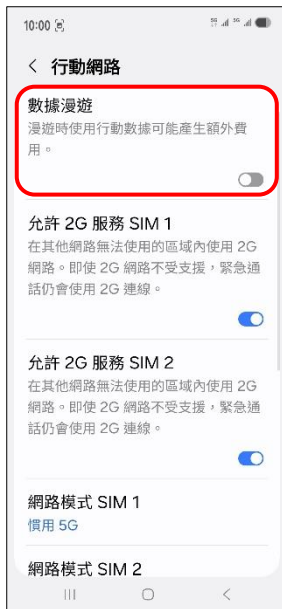 10:00
行動網路
數據漫遊
漫遊時使用行動數據可能產生額外費
用。
允許 2G 服務 SIM 1
在其他網路無法使用的區域內使用 2G
網路。即使 2G 網路不受支援，緊急通
話仍會使用 2G 連線。
允許 2G 服務 SIM 2
在其他網路無法使用的區域內使用 2G
網路。即使 2G 網路不受支援，緊急通
話仍會使用 2G 連線。
網路模式 SIM 1
慣用 5G
網路模式 SIM 2